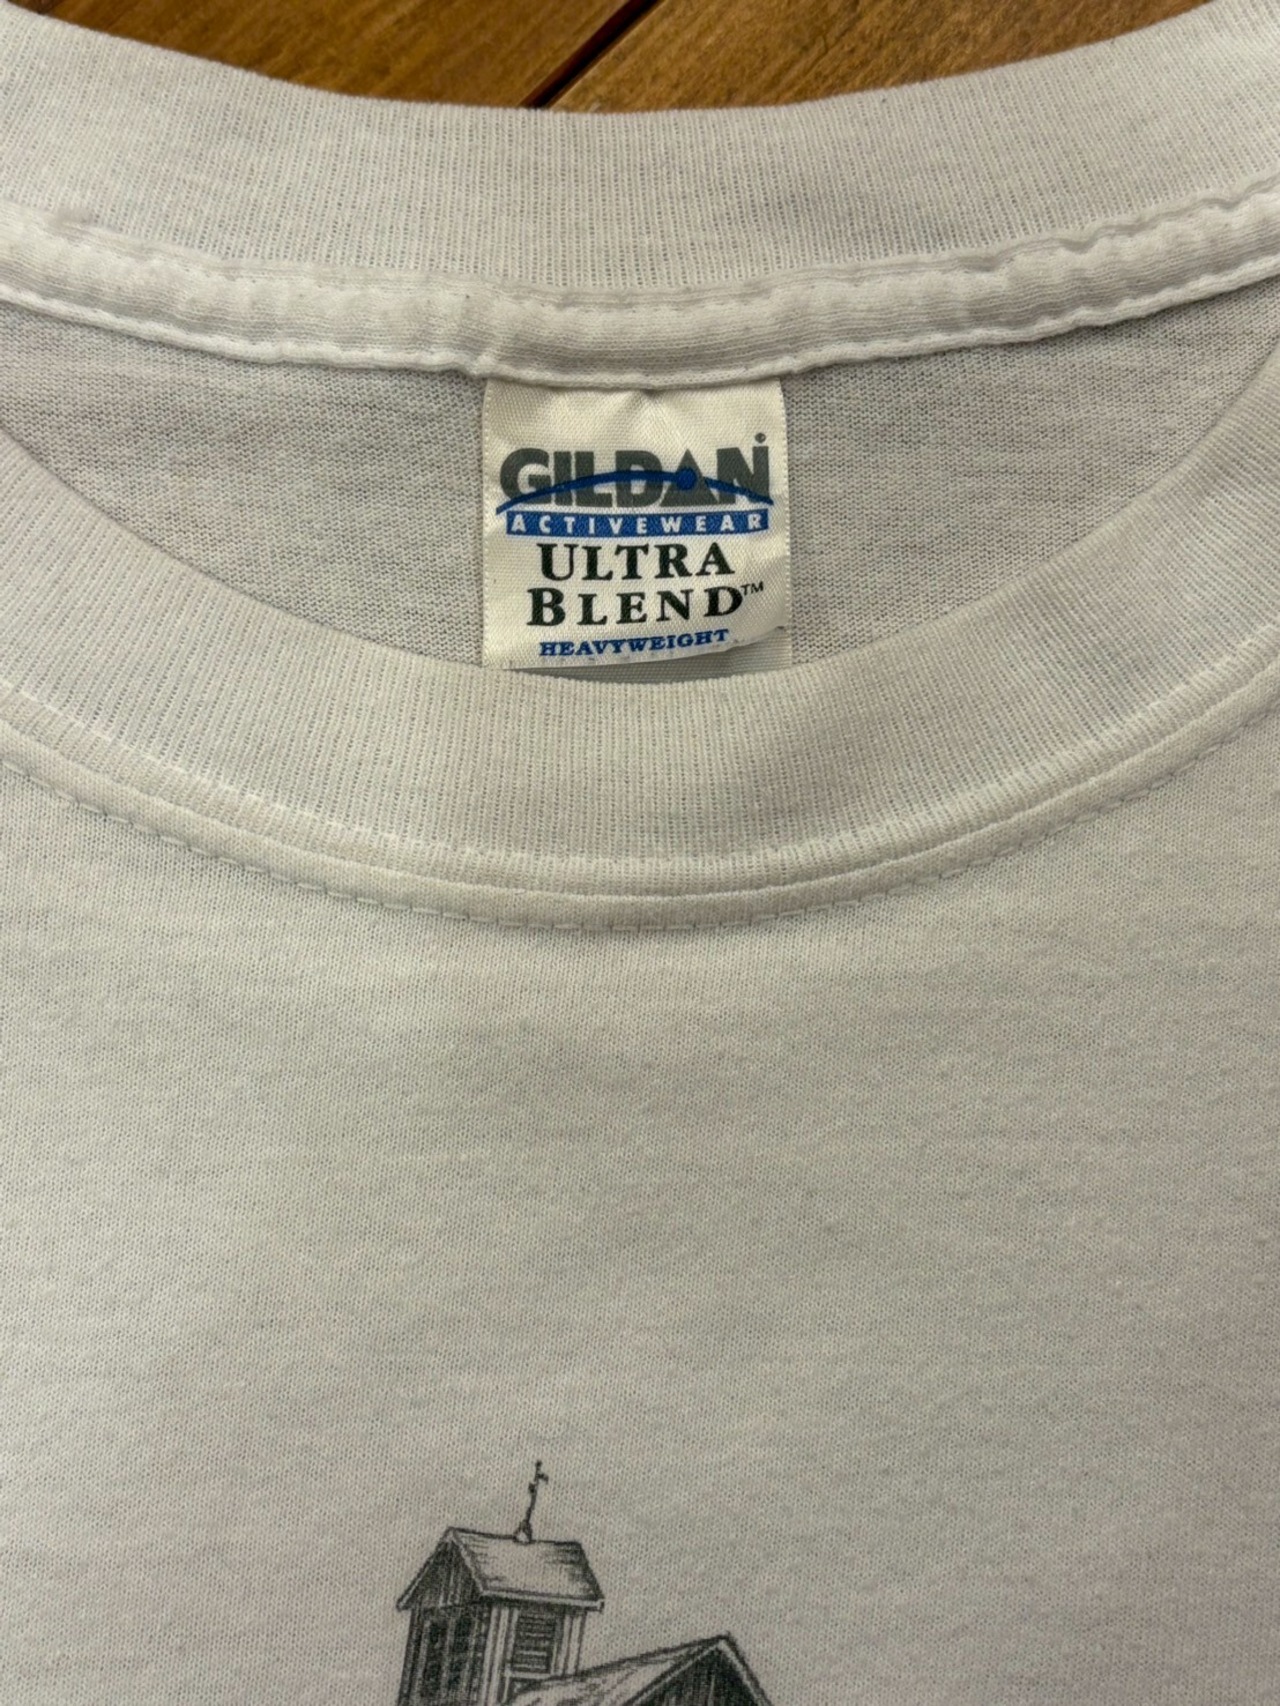 GILDAN®
ACTIVEWEAR
ULTRA
BLEND™
HEAVYWEIGHT